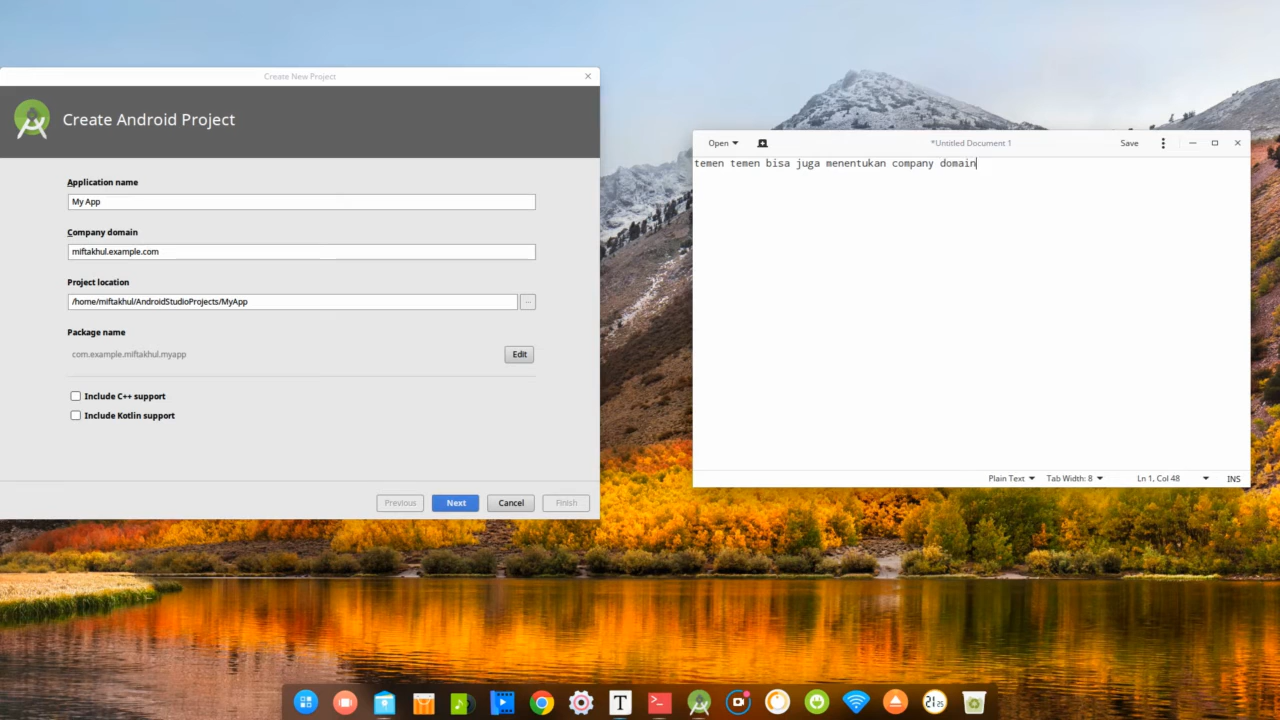 Create New Project
Create Android Project
Application name
My App
Company domain
miftakhul.example.com
Project location
/home/miftakhul/AndroidStudioProjects/MyApp
...
Package name
com.example.miftakhul.myapp
Edit
Include C++ support
Include Kotlin support
Previous Next Cancel Finish
Open *Untitled Document 1 Save
temen temen bisa juga menentukan company domain
Plain Text Tab Width: 8 Ln 1, Col 48 INS
T
21 25